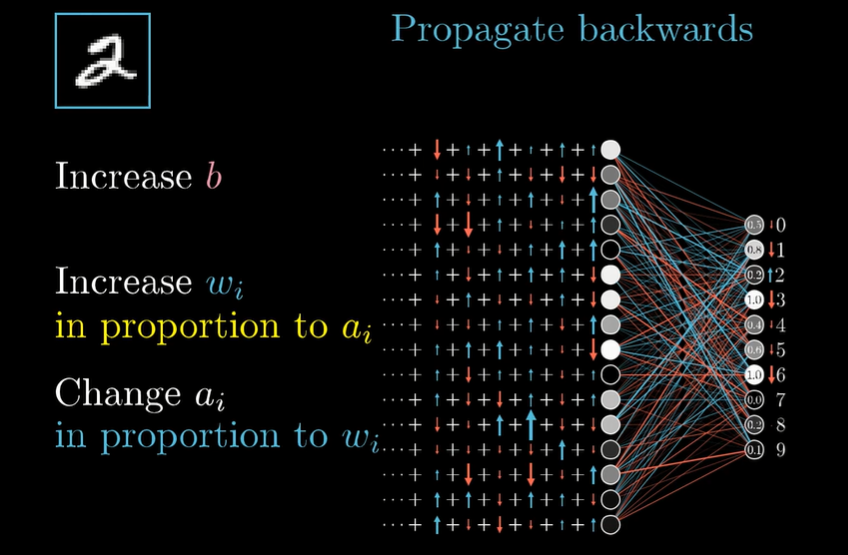 Propagate backwards
2
Increase b
Increase w_i
in proportion to a_i
Change a_i
in proportion to w_i
··· + ↓ + ↑ + ↑ + ↑ + ↑ + ↑
··· + ↓ + ↓ + ↑ + ↓ + ↓ + ↓
··· + ↑ + ↓ + ↑ + ↑ + ↓ + ↑
··· + ↓ + ↓ + ↑ + ↓ + ↑ + ↑
··· + ↑ + ↓ + ↓ + ↑ + ↑ + ↑
··· + ↑ + ↓ + ↑ + ↑ + ↑ + ↓
··· + ↓ + ↑ + ↓ + ↓ + ↓ + ↑
··· + ↓ + ↓ + ↑ + ↑ + ↓ + ↑
··· + ↑ + ↑ + ↑ + ↑ + ↓ + ↓
··· + ↑ + ↓ + ↑ + ↑ + ↓ + ↑
··· + ↑ + ↓ + ↓ + ↑ + ↓ + ↑
··· + ↓ + ↓ + ↑ + ↑ + ↓ + ↓
··· + ↓ + ↓ + ↓ + ↓ + ↑ + ↓
··· + ↑ + ↓ + ↑ + ↓ + ↓ + ↑
··· + ↑ + ↑ + ↓ + ↑ + ↑ + ↓
··· + ↑ + ↓ + ↓ + ↓ + ↑ + ↑
0.5 ↓0
0.8 ↓1
0.2 ↑2
1.0 ↓3
0.4 ↓4
0.6 ↓5
1.0 ↓6
0.0 7
0.2 8
0.1 9